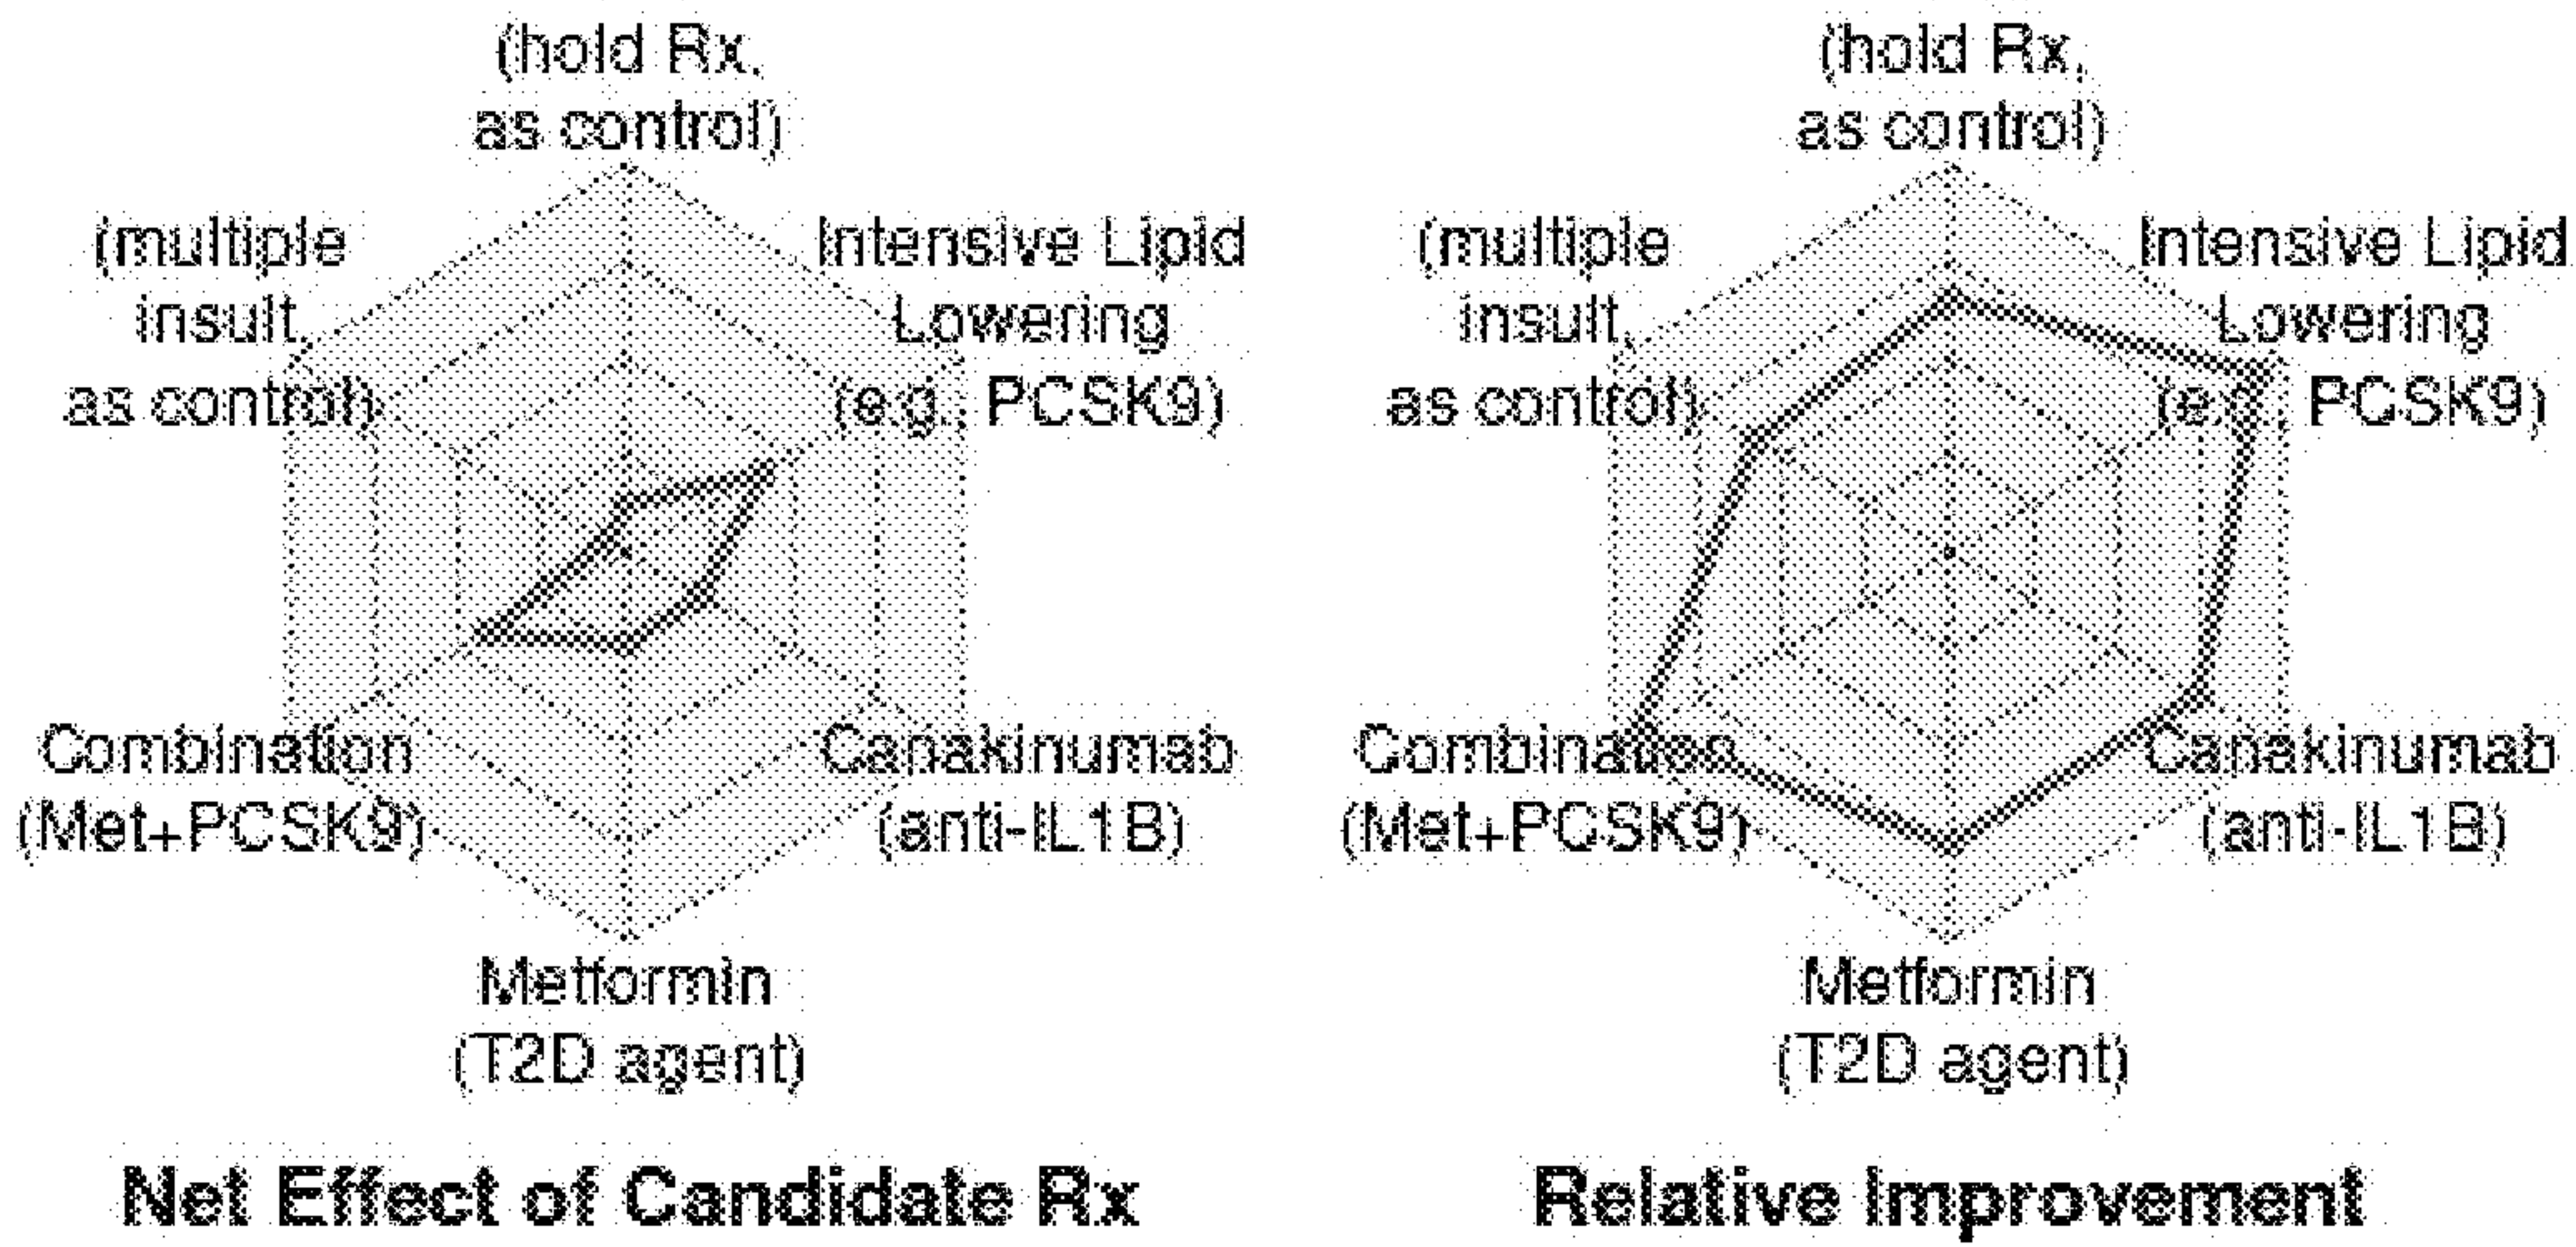 (hold Rx,
as control)
(multiple
insult,
as control)
Intensive Lipid
Lowering
(e.g., PCSK9)
Combination
(Met+PCSK9)
Canakinumab
(anti-IL1B)
Metformin
(T2D agent)
Net Effect of Candidate Rx
(hold Rx,
as control)
(multiple
insult,
as control)
Intensive Lipid
Lowering
(e.g., PCSK9)
Combination
(Met+PCSK9)
Canakinumab
(anti-IL1B)
Metformin
(T2D agent)
Relative Improvement